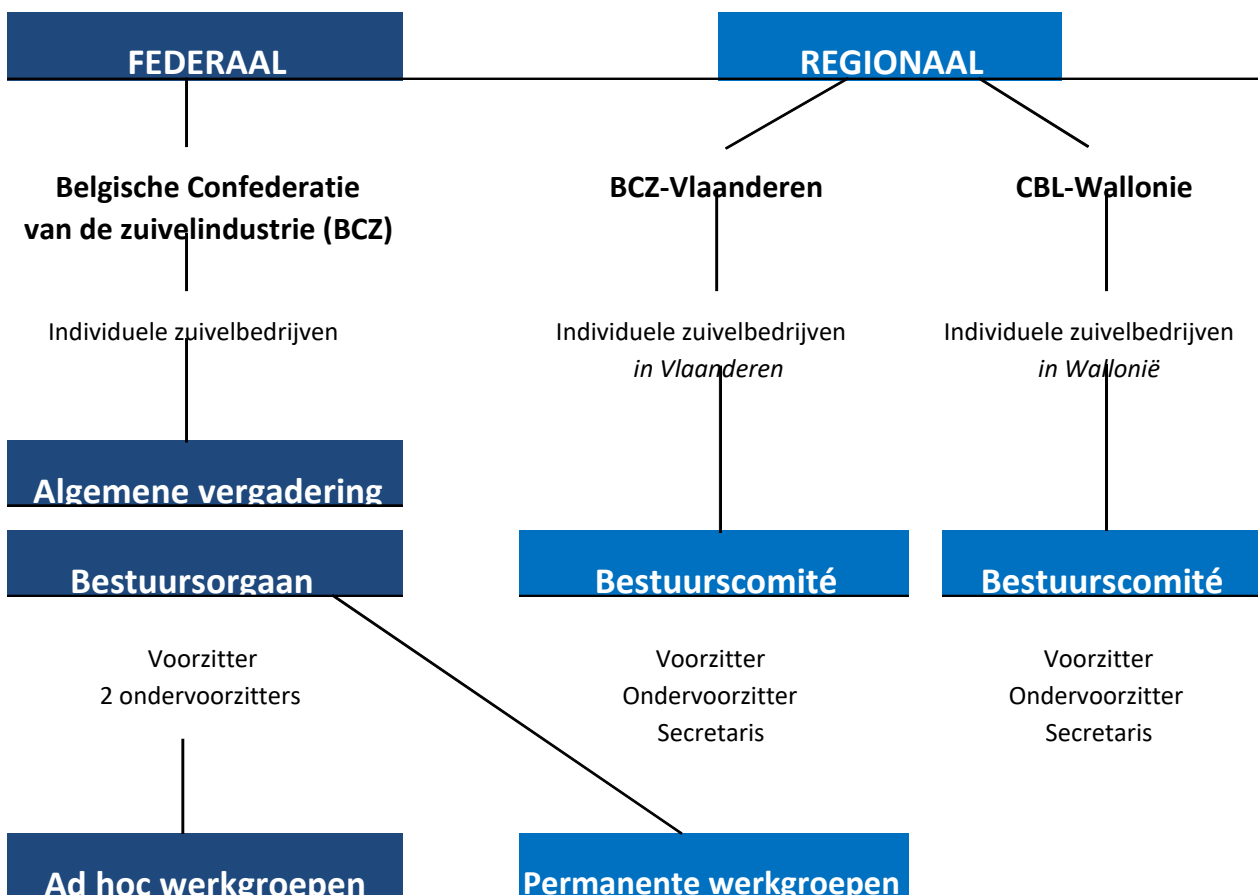 FEDERAAL
REGIONAAL
Belgische Confederatie
van de zuivelindustrie (BCZ)
BCZ-Vlaanderen
CBL-Wallonie
Individuele zuivelbedrijven
Individuele zuivelbedrijven
in Vlaanderen
Individuele zuivelbedrijven
in Wallonië
Algemene vergadering
Bestuursorgaan
Bestuurscomité
Bestuurscomité
Voorzitter
2 ondervoorzitters
Voorzitter
Ondervoorzitter
Secretaris
Voorzitter
Ondervoorzitter
Secretaris
Ad hoc werkgroepen
Permanente werkgroepen